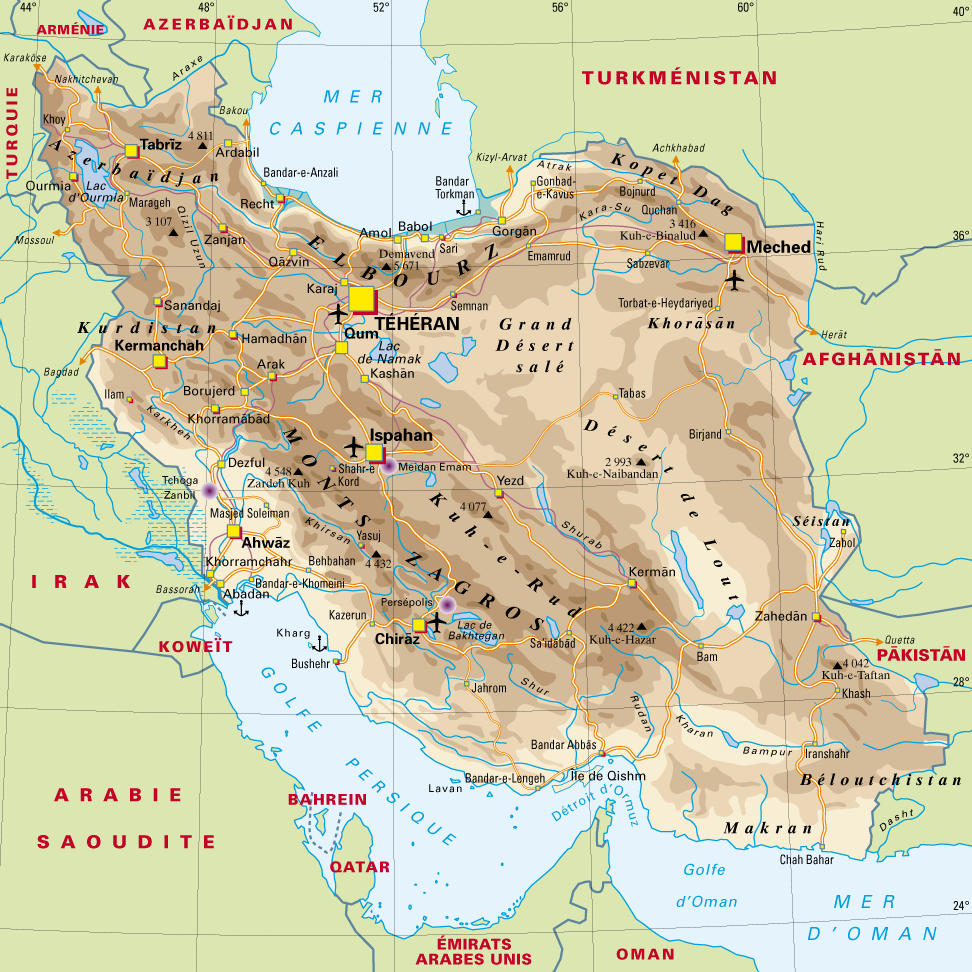 44°
48°
52°
56°
60°
40°
ARMÉNIE
AZERBAÏDJAN
Karaköse
Nakhitchevan
Araxe
TURQUIE
MER
CASPIENNE
TURKMÉNISTAN
Bakou
Khoy
4 811
Tabrīz
Ardabil
Azerbaïdjan
Ourmia
Lac
d'Ourmia
Marageh
Bandar-e-Anzali
Recht
Kizyl-Arvat
Atrak
Achkhabad
Kopet Dag
Bandar
Torkman
Gonbad-
e-Kāvus
Bojnurd
Quchan
Kara-Su
3 416
Kuh-e-Binalud
Meched
Hari Rud
36°
Mossoul
3 107
Qizil Uzun
Zanjan
Qāzvin
ELBOURZ
Amol
Babol
Sari
Gorgān
Demavend
5 671
Emamrud
Sabzevar
Karaj
TÉHÉRAN
Semnan
Torbat-e-Heydariyed
Khorāsān
Herāt
Sanandaj
Kurdistan
Kermanchah
Hamadhān
Qum
Lac
de Namak
Kashān
Grand
Désert
salé
AFGHĀNISTĀN
Bagdad
Arak
Ilam
Borujerd
Karkheh
Khorramábád
Tabas
Birjand
Ispahan
MONTS ZAGROS
Désert de Lout
32°
Dezful
4 548
Zardeh Kuh
Shahr-e
Kord
Meidan Emam
2 993
Kuh-e-Naibandan
Yezd
Tchoga
Zanbil
Masjed Soleiman
Kuh-e-Rud
4 077
Khirsan
Yasuj
4 432
Shurab
Séistan
Zabol
Ahwāz
IRAK
Khorramchahr
Behbahan
Bassorah
Abadan
Bandar-e-Khomeini
Persépolis
Kermān
Kazerun
Chirāz
Lac de
Bakhtegan
Sa'īdābād
4 422
Kuh-e-Hazar
Zahedān
KOWEÏT
Kharg
Bushehr
Quetta
PĀKISTĀN
Bam
4 042
Kuh-e-Taftan
28°
Khash
Jahrom
Shur
Rudan
Kharan
Bampur
Iranshahr
GOLFE PERSIQUE
Bandar Abbās
Bandar-e-Lengeh
Île de Qishm
Lavan
Détroit d'Ormuz
Béloutchistan
ARABIE
SAOUDITE
BAHREIN
QATAR
Makran
Dasht
Chah Bahar
Golfe
d'Oman
MER
D'OMAN
24°
ÉMIRATS
ARABES UNIS
OMAN